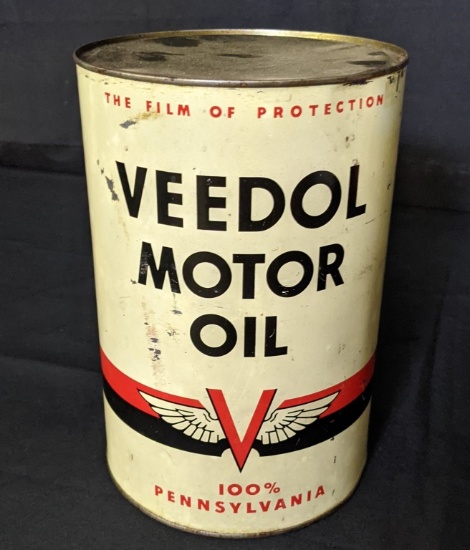 THE FILM OF PROTECTION
VEEDOL
MOTOR
OIL
V
100%
PENNSYLVANIA